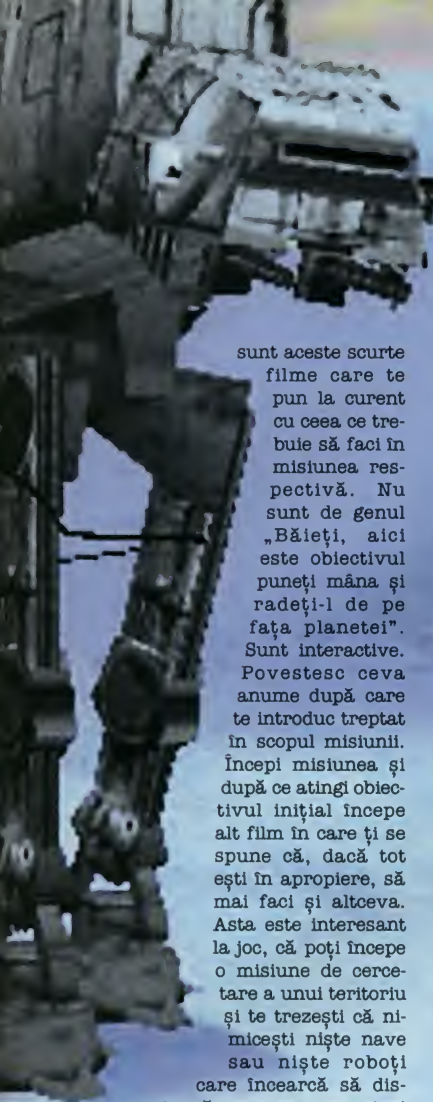 sunt aceste scurte
filme care te
pun la curent
cu ceea ce tre-
buie să faci în
misiunea res-
pectivă. Nu
sunt de genul
„Băieți, aici
este obiectivul
puneți mâna și
radeți-l de pe
fața planetei”.
Sunt interactive.
Povestesc ceva
anume după care
te introduc treptat
în scopul misiunii.
Începi misiunea și
după ce atingi obiec-
tivul inițial începe
alt film în care ți se
spune că, dacă tot
ești în apropiere, să
mai faci și altceva.
Asta este interesant
la joc, că poți începe
o misiune de cerce-
tare a unui teritoriu
și te trezești că ni-
micești niște nave
sau niște roboți
care încearcă să dis-